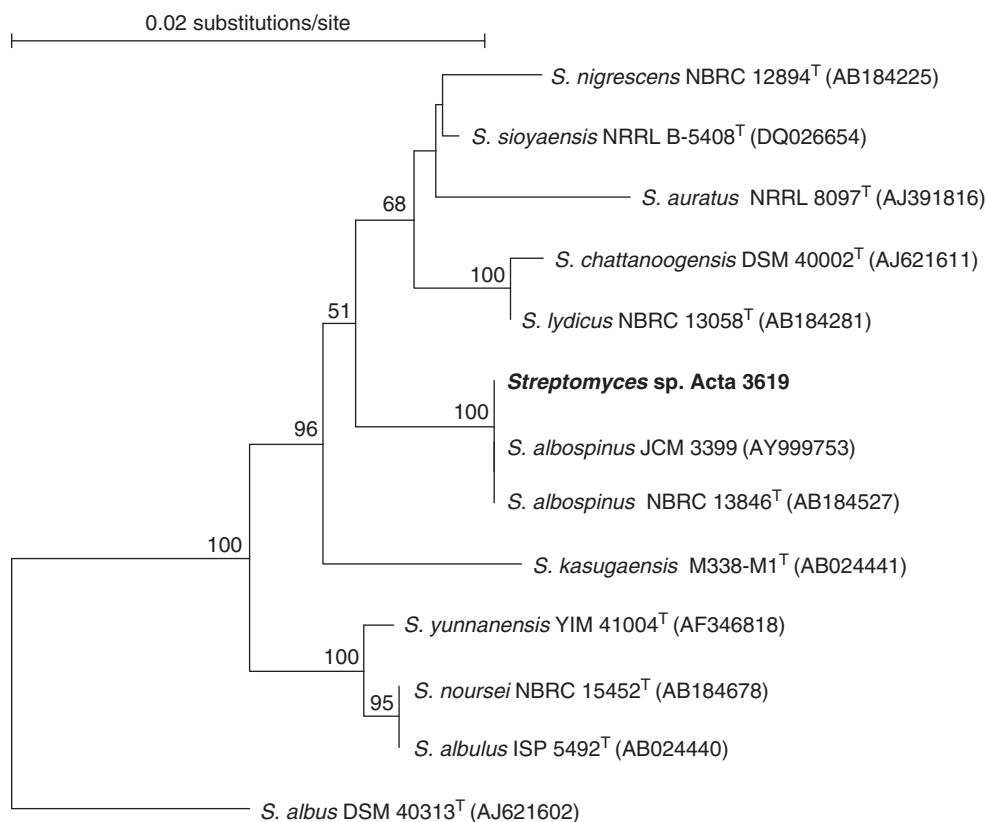 0.02 substitutions/site
S. nigrescens NBRC 12894ᵀ (AB184225)
S. sioyaensis NRRL B-5408ᵀ (DQ026654)
S. auratus NRRL 8097ᵀ (AJ391816)
68
S. chattanoogensis DSM 40002ᵀ (AJ621611)
100
S. lydicus NBRC 13058ᵀ (AB184281)
51
Streptomyces sp. Acta 3619
100
S. albospinus JCM 3399 (AY999753)
96
S. albospinus NBRC 13846ᵀ (AB184527)
100
S. kasugaensis M338-M1ᵀ (AB024441)
S. yunnanensis YIM 41004ᵀ (AF346818)
100
S. noursei NBRC 15452ᵀ (AB184678)
95
S. albulus ISP 5492ᵀ (AB024440)
S. albus DSM 40313ᵀ (AJ621602)